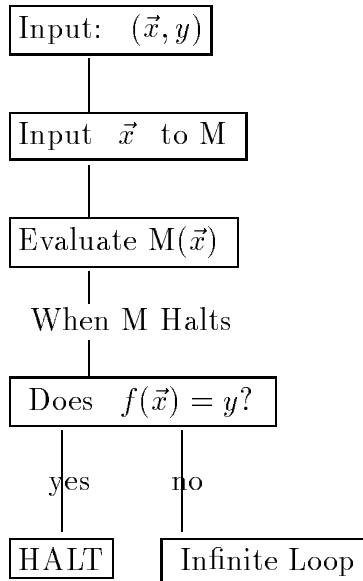 Input: (x⃗, y)
Input x⃗ to M
Evaluate M(x⃗)
When M Halts
Does f(x⃗) = y?
yes no
HALT Infinite Loop